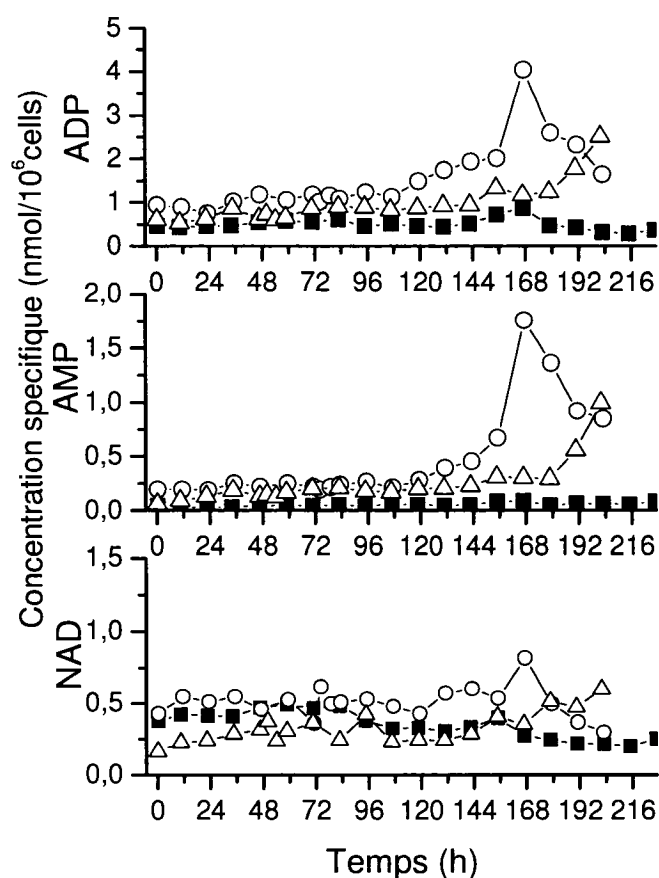 Concentration specifique (nmol/10⁶cells)
ADP
5
4
3
2
1
0
0 24 48 72 96 120 144 168 192 216
AMP
2,0
1,5
1,0
0,5
0,0
0 24 48 72 96 120 144 168 192 216
NAD
1,5
1,0
0,5
0,0
0 24 48 72 96 120 144 168 192 216
Temps (h)